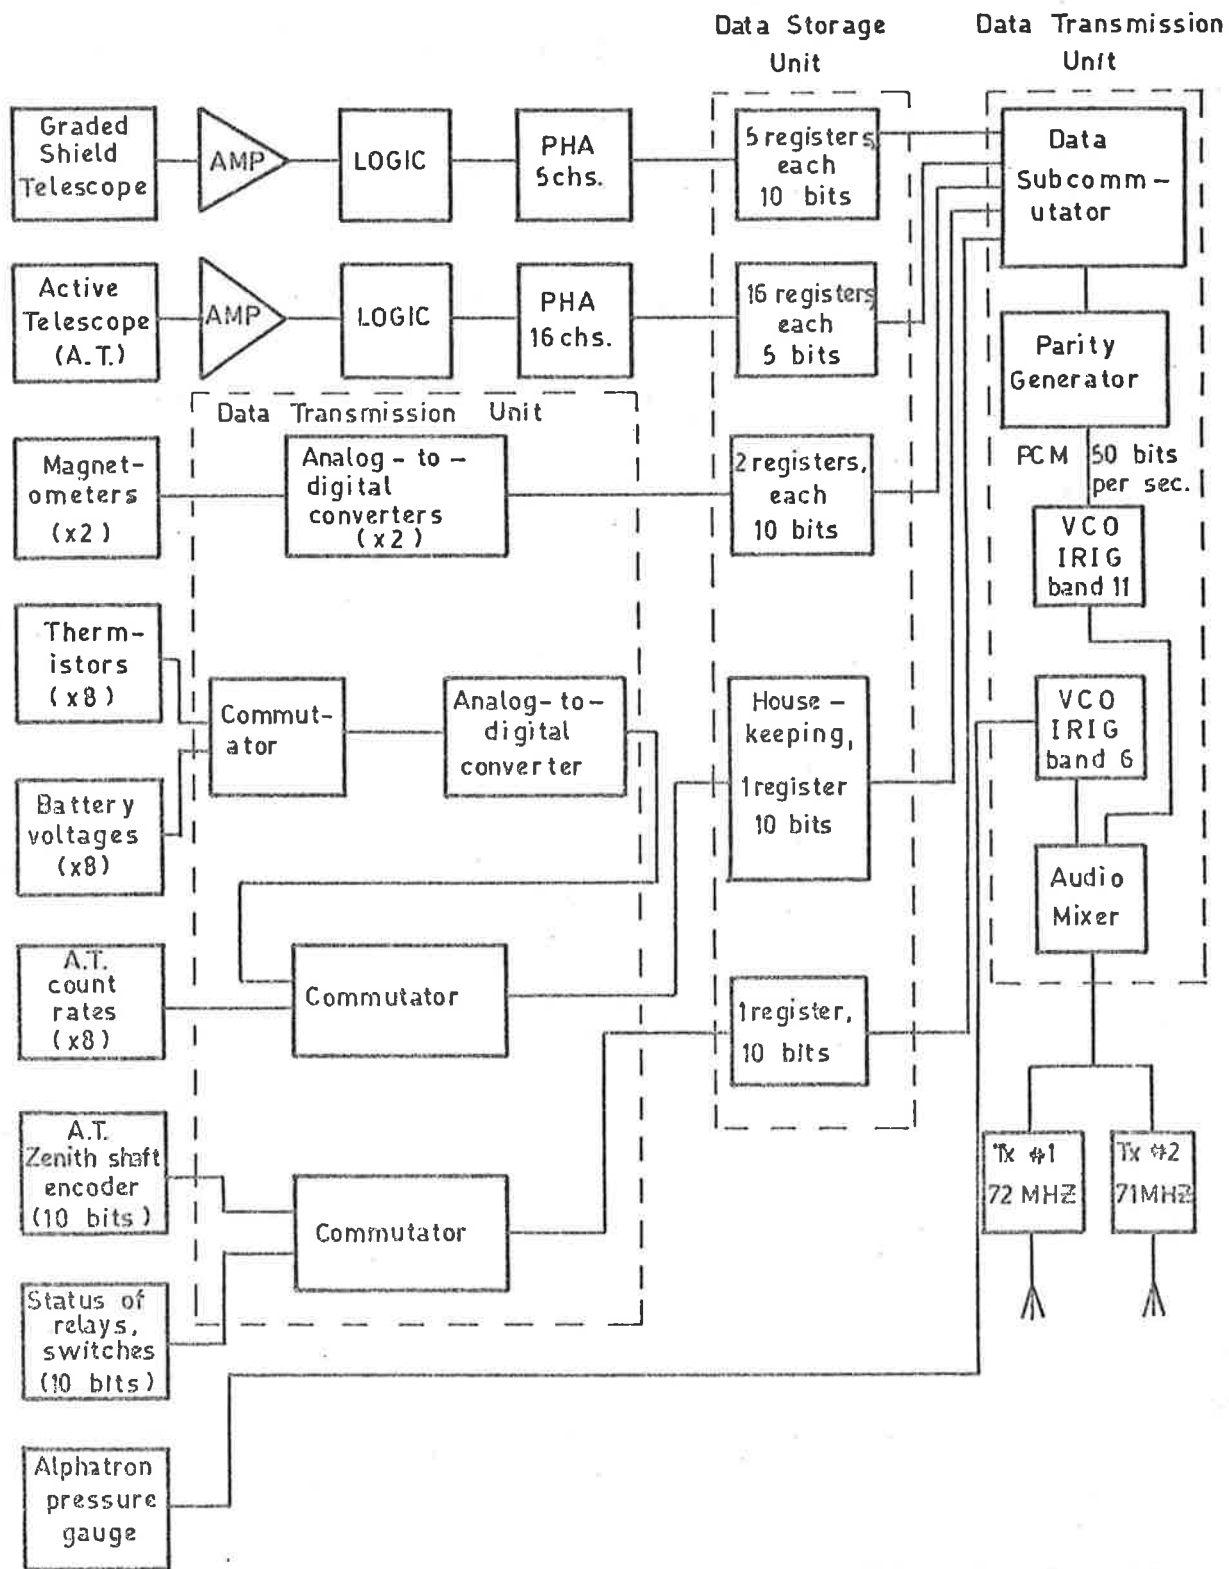 Data Storage
Unit
Data Transmission
Unit
Graded
Shield
Telescope
AMP
LOGIC
PHA
5chs.
5 registers,
each
10 bits
Data
Subcomm-
utator
Active
Telescope
(A.T.)
AMP
LOGIC
PHA
16chs.
16 registers,
each
5 bits
Parity
Generator
PCM
50 bits
per sec.
Data Transmission Unit
Magnet-
ometers
(x2)
Analog-to-
digital
converters
(x2)
2 registers,
each
10 bits
VCO
IRIG
band 11
Therm-
istors
(x8)
Commut-
ator
Analog-to-
digital
converter
House-
keeping,
1 register
10 bits
VCO
IRIG
band 6
Battery
voltages
(x8)
Audio
Mixer
A.T.
count
rates
(x8)
Commutator
1 register,
10 bits
A.T.
Zenith shaft
encoder
(10 bits)
Commutator
Tx #1
72 MHZ
Tx #2
71MHZ
Status of
relays,
switches
(10 bits)
Alphatron
pressure
gauge